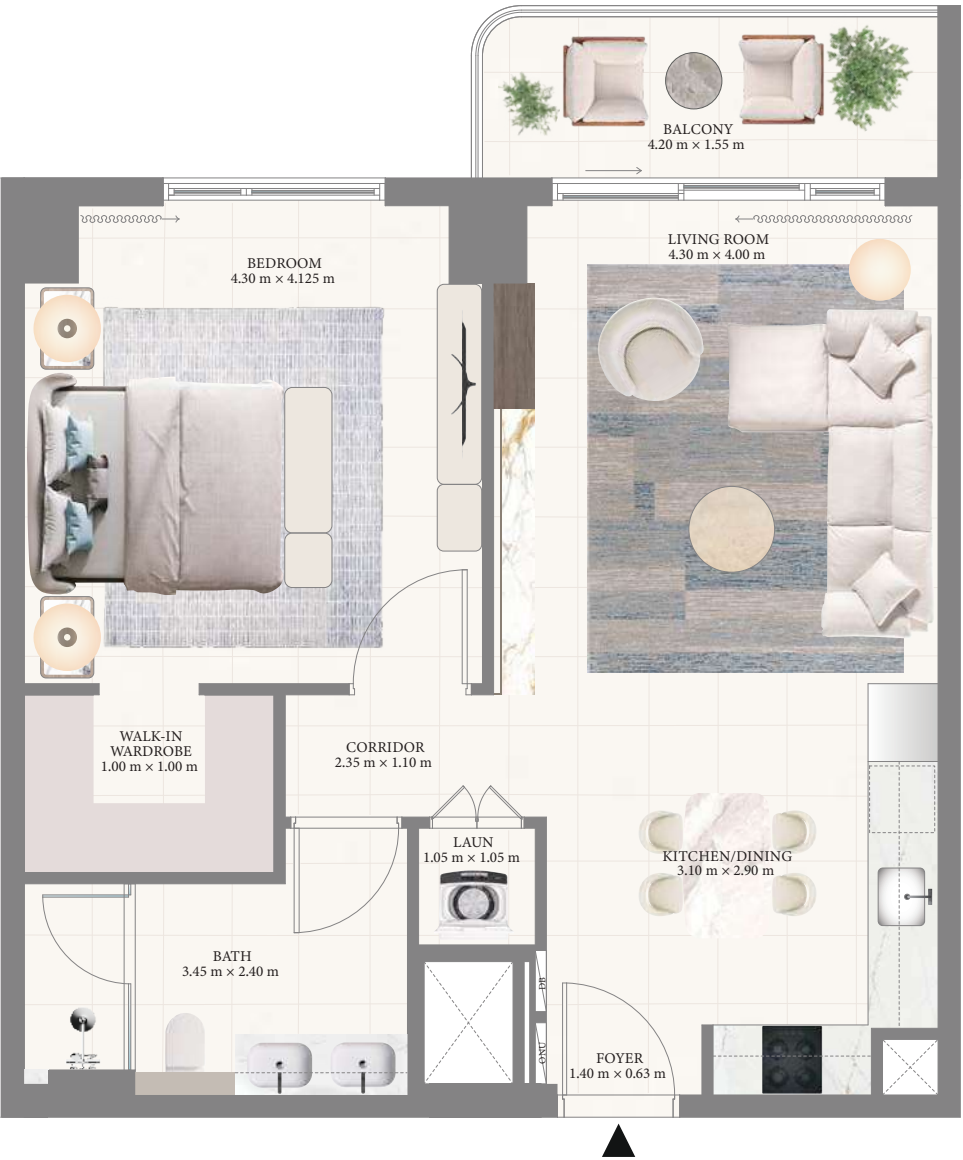 BALCONY
4.20 m × 1.55 m
LIVING ROOM
4.30 m × 4.00 m
BEDROOM
4.30 m × 4.125 m
WALK-IN
WARDROBE
1.00 m × 1.00 m
CORRIDOR
2.35 m × 1.10 m
LAUN
1.05 m × 1.05 m
KITCHEN/DINING
3.10 m × 2.90 m
BATH
3.45 m × 2.40 m
DB
ONU
FOYER
1.40 m × 0.63 m